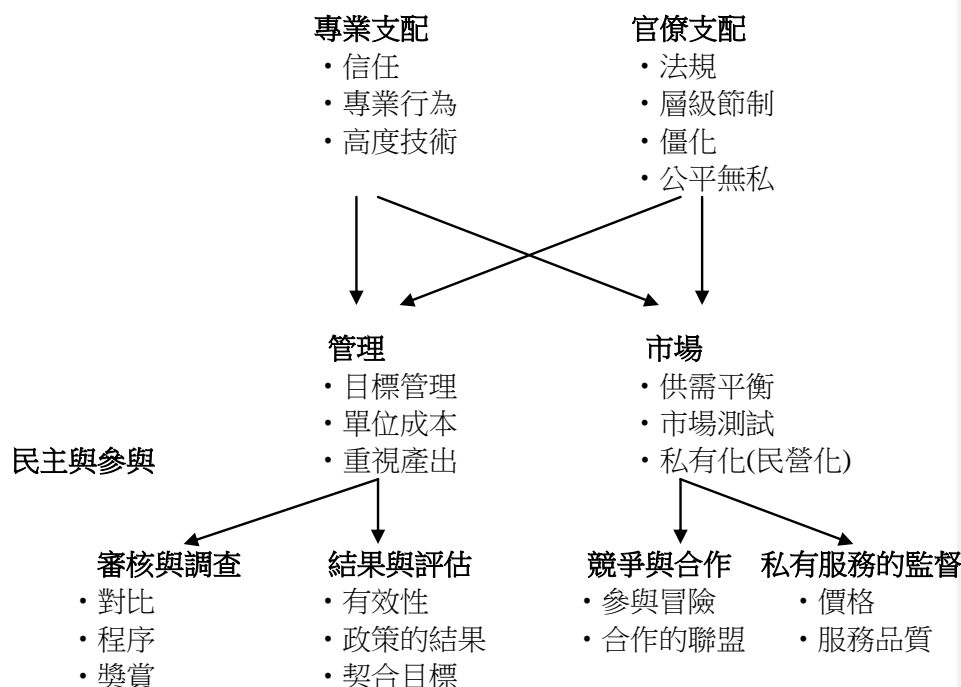 專業支配 官僚支配
・信任 ・法規
・專業行為 ・層級節制
・高度技術 ・僵化
・公平無私
管理 市場
・目標管理 ・供需平衡
・單位成本 ・市場測試
民主與參與 ・重視產出 ・私有化(民營化)
審核與調查 結果與評估 競爭與合作 私有服務的監督
・對比 ・有效性 ・參與冒險 ・價格
・程序 ・政策的結果 ・合作的聯盟 ・服務品質
・獎賞 ・契合目標